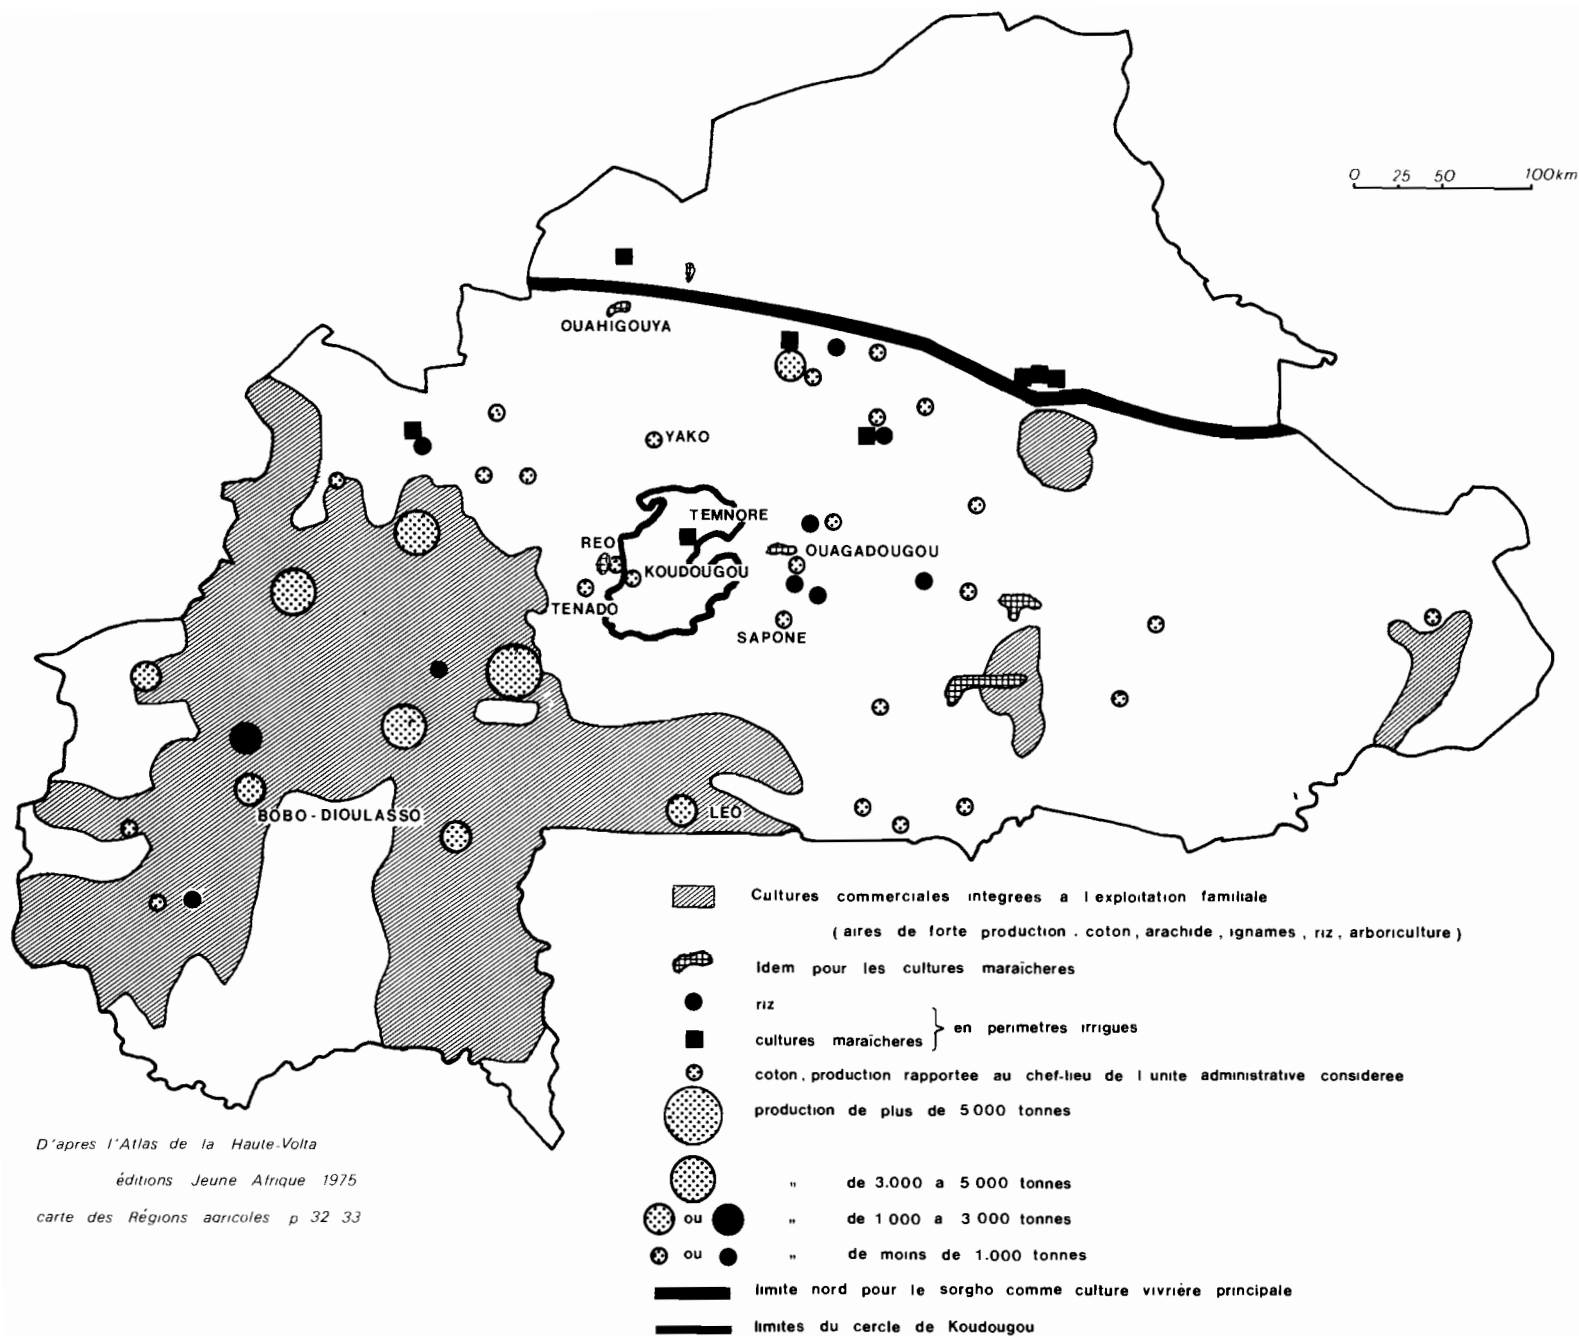 0 25 50 100km
OUAHIGOUYA
YAKO
TEMNORE
REO
OUAGADOUGOU
KOUDOUGOU
TENADO
SAPONE
BOBO-DIOULASSO
LEO
Cultures commerciales integrees a l exploitation familiale
(aires de forte production . coton, arachide, ignames, riz, arboriculture)
Idem pour les cultures maraîcheres
riz
cultures maraîcheres } en perimetres irrigues
coton, production rapportee au chef-lieu de l unite administrative consideree
production de plus de 5 000 tonnes
" de 3.000 a 5 000 tonnes
ou " de 1 000 a 3 000 tonnes
ou " de moins de 1.000 tonnes
limite nord pour le sorgho comme culture vivrière principale
limites du cercle de Koudougou
D'apres l'Atlas de la Haute-Volta
éditions Jeune Afrique 1975
carte des Régions agricoles p 32 33